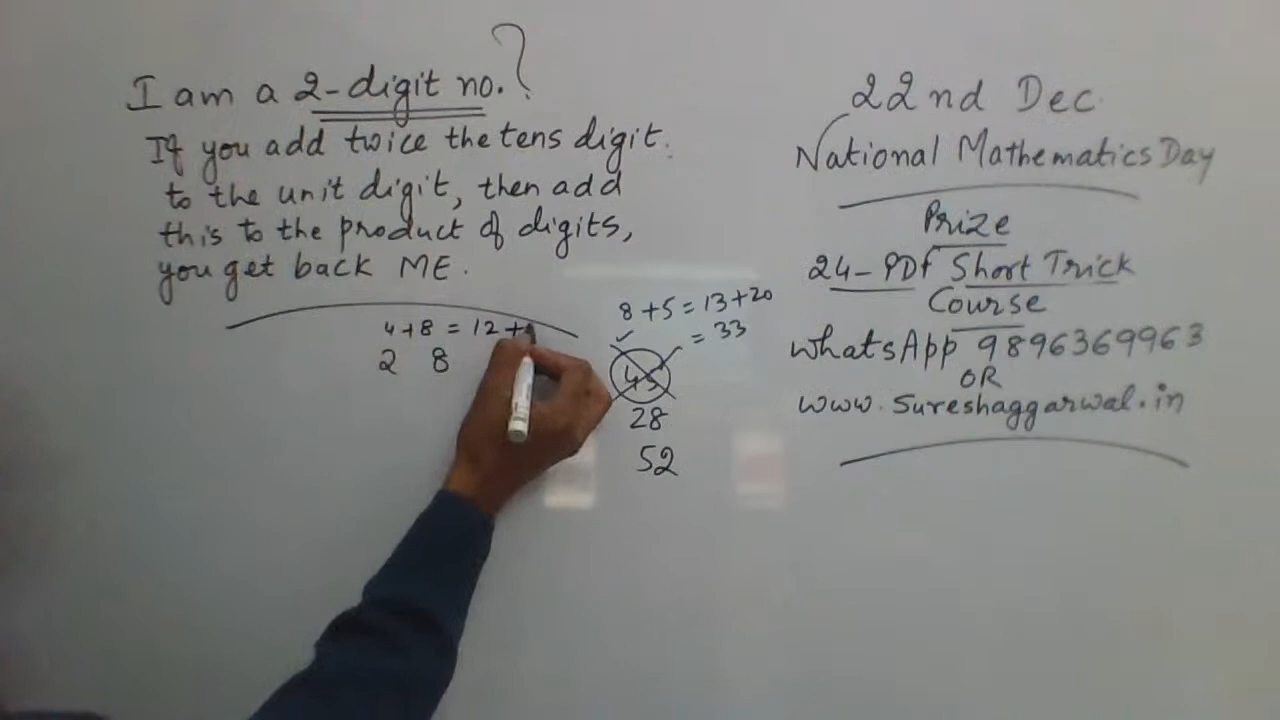 I am a 2-digit no.?
If you add twice the tens digit
to the unit digit, then add
this to the product of digits,
you get back ME.
4+8 = 12+
2 8
8+5=13+20
= 33
45
28
52
22nd Dec
National Mathematics Day
Prize
24-PDf Short Trick
Course
WhatsApp 9896369963
OR
www.sureshaggarwal.in